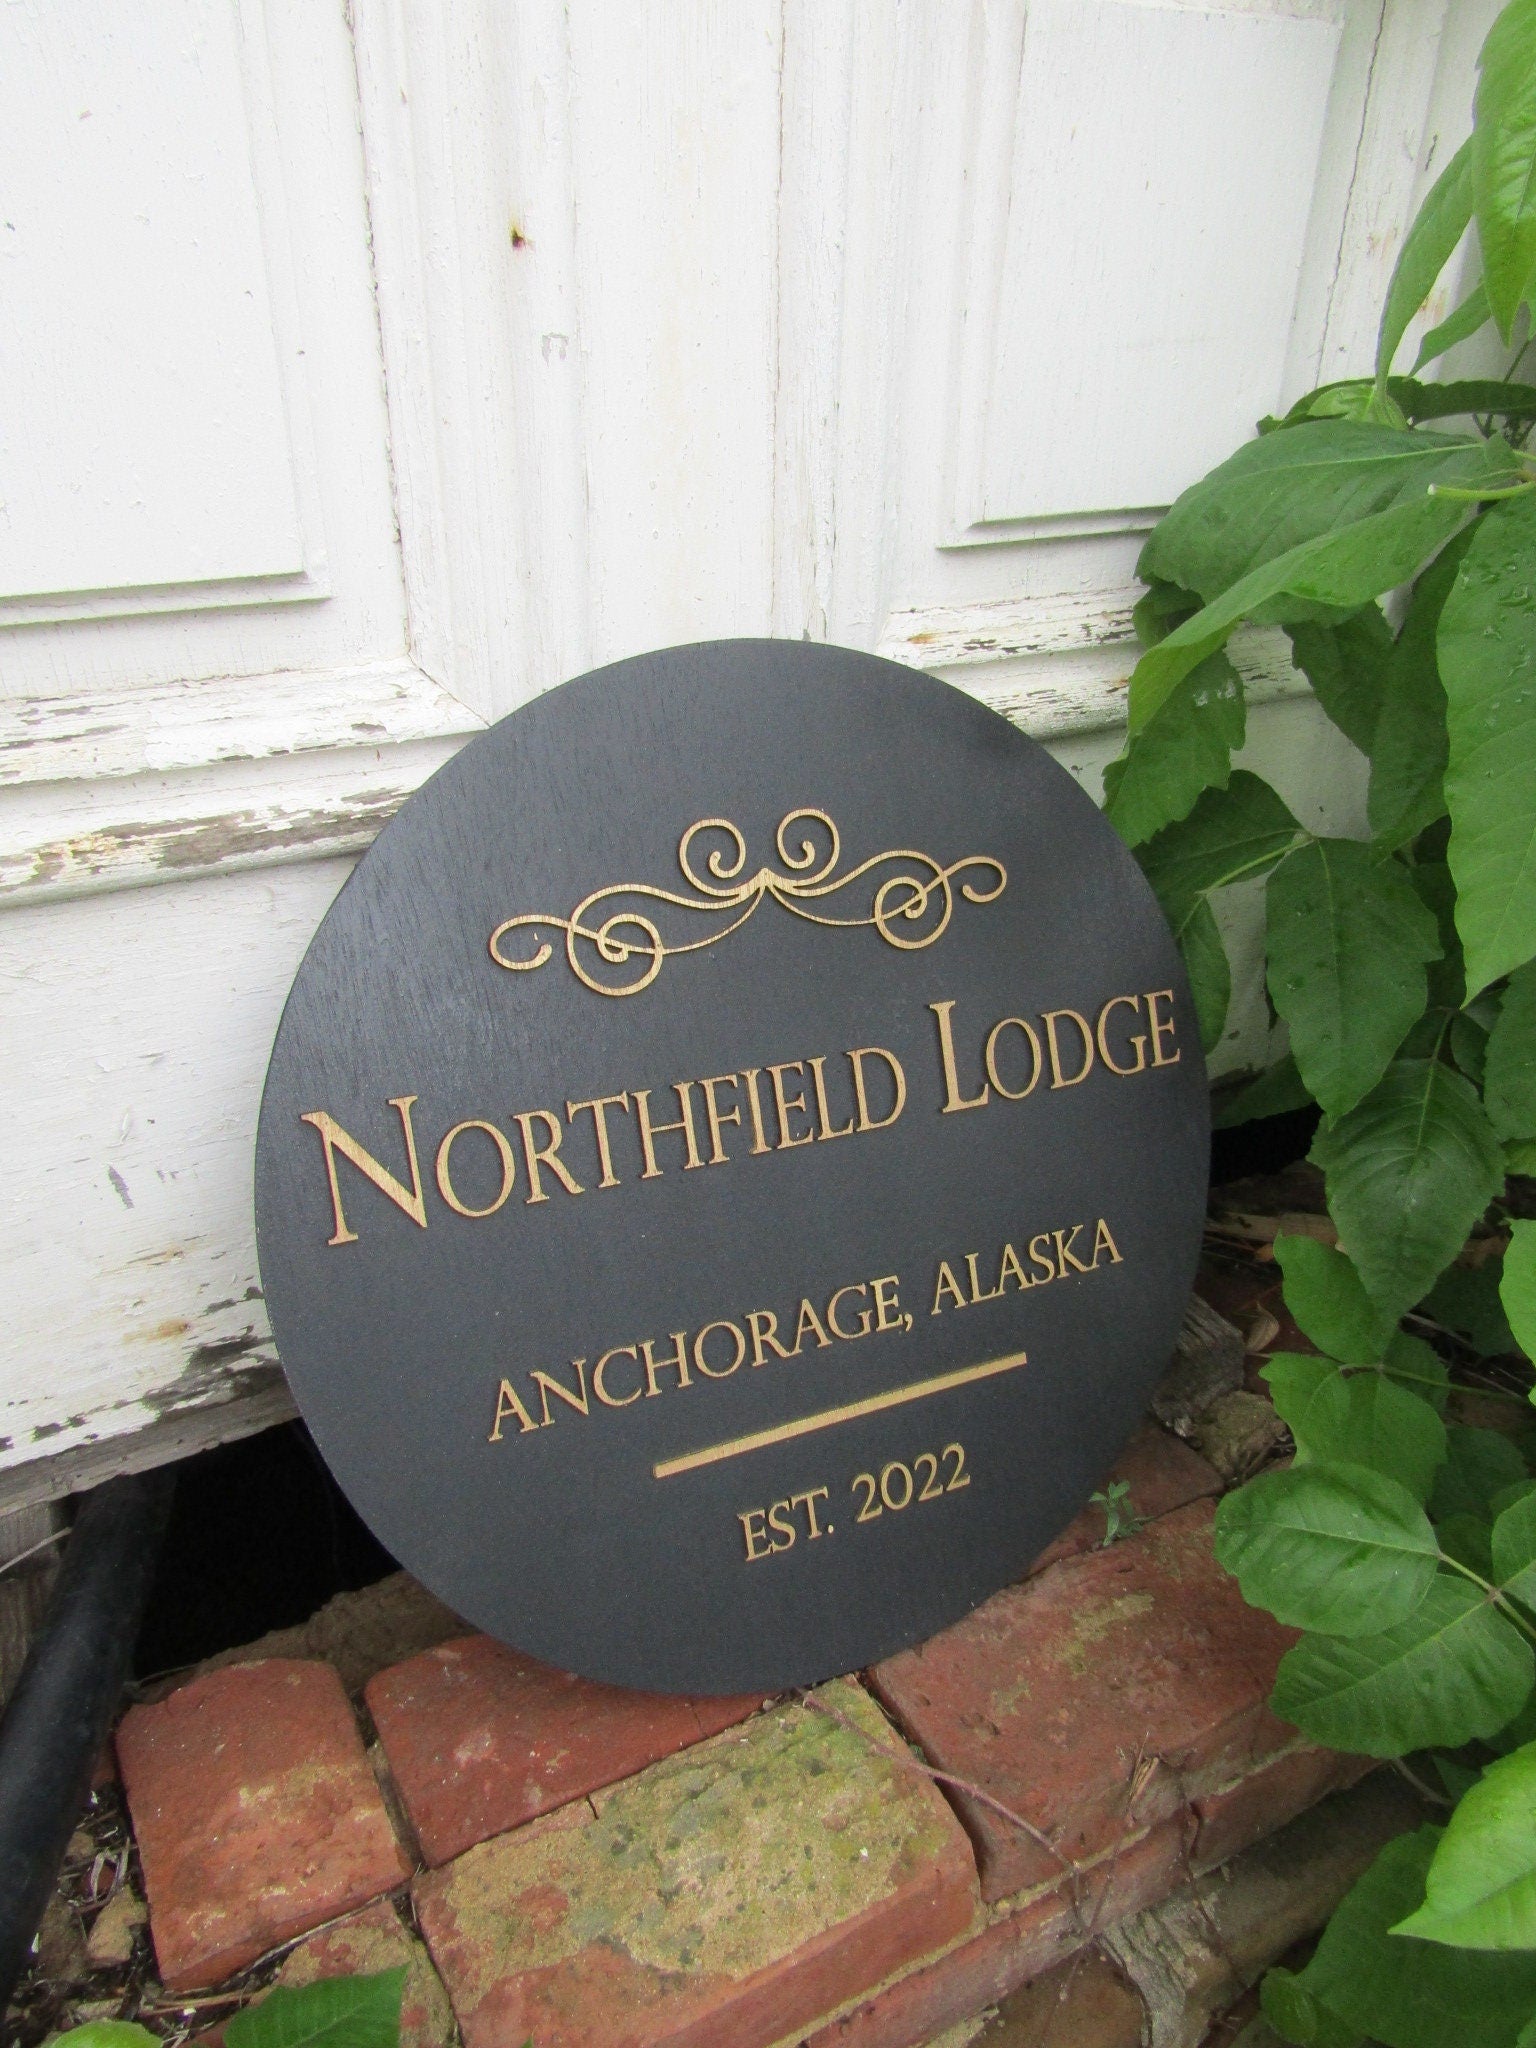 Northfield Lodge
ANCHORAGE, ALASKA
EST. 2022